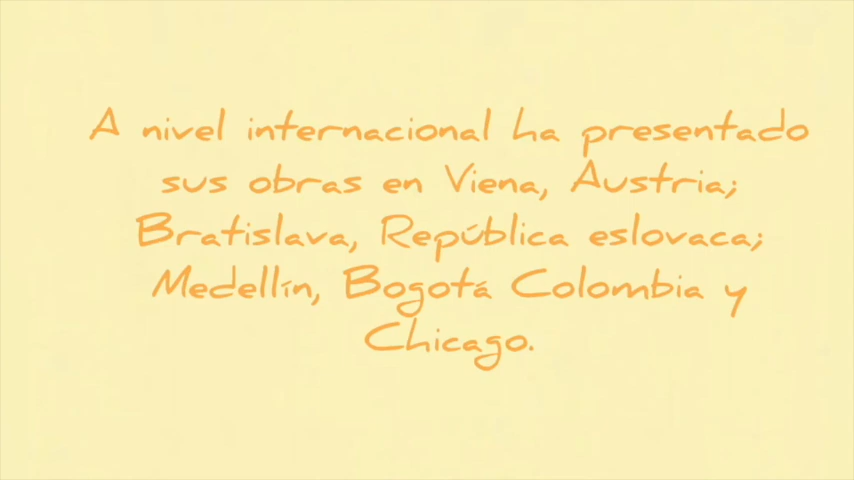 A nivel internacional ha presentado
sus obras en Viena, Austria;
Bratislava, República eslovaca;
Medellín, Bogotá Colombia y
Chicago.